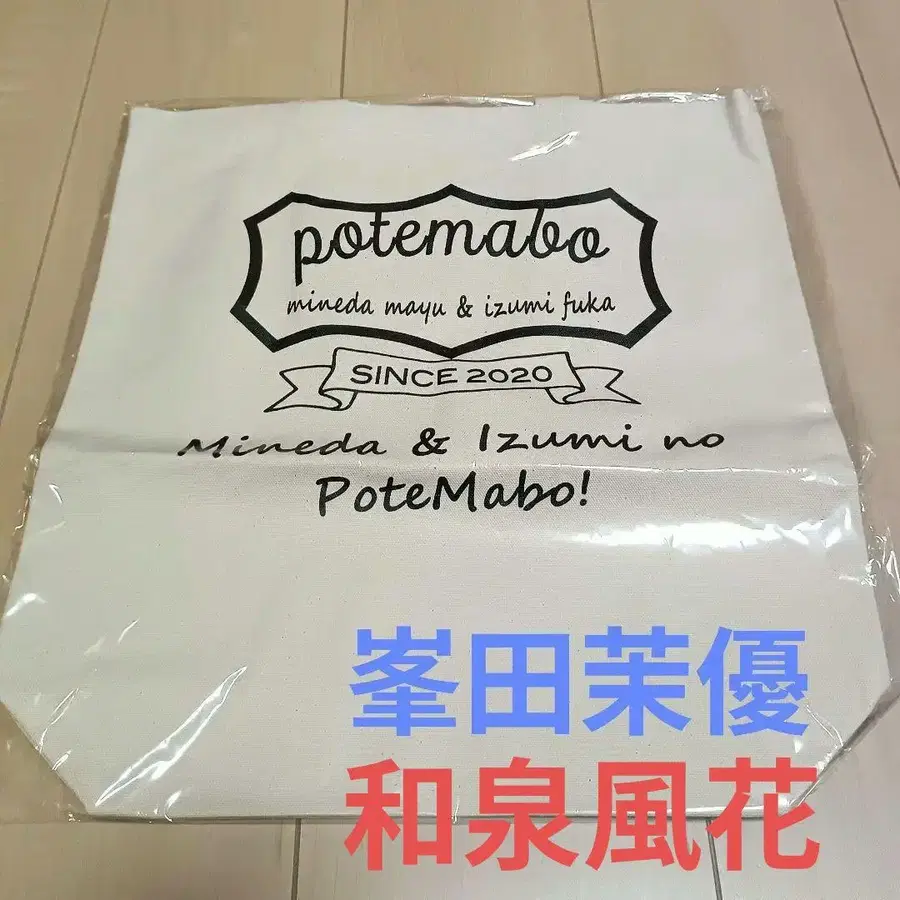 potemabo
mineda mayu & izumi fuka
SINCE 2020
Mineda & Izumi no
PoteMabo!
峯田茉優
和泉風花